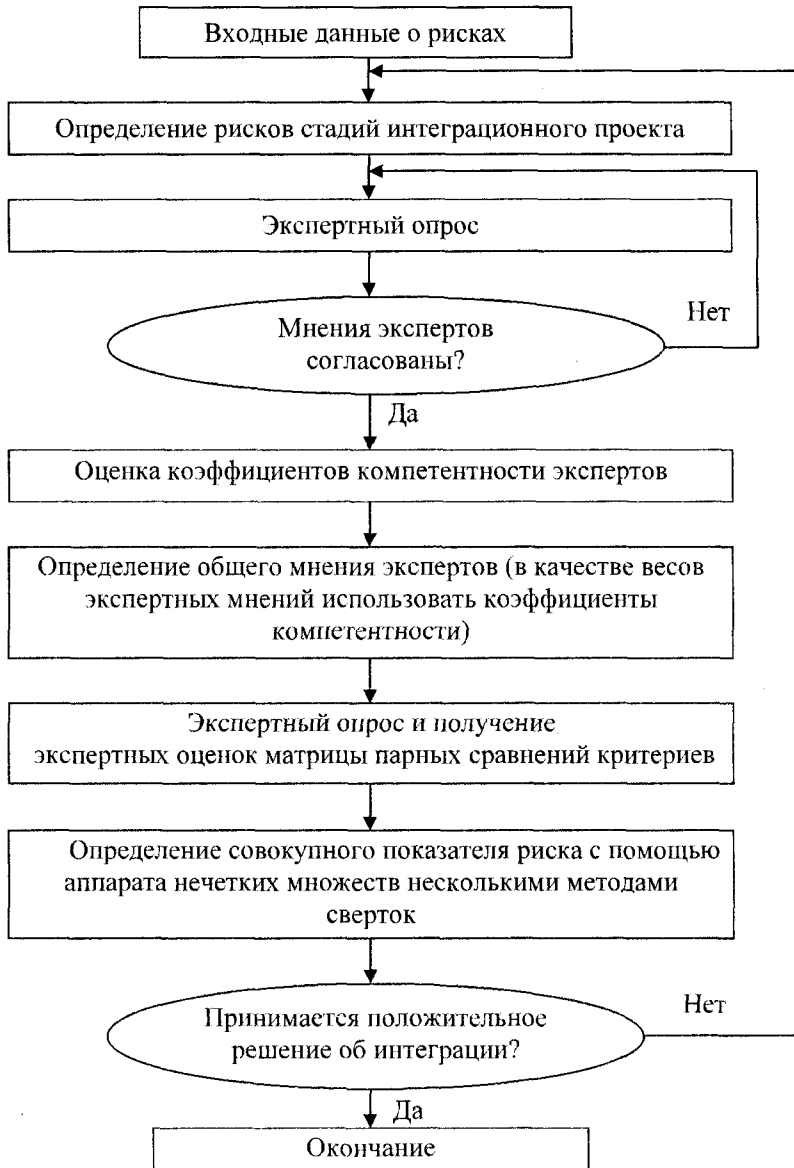 Входные данные о рисках
Определение рисков стадий интеграционного проекта
Экспертный опрос
Мнения экспертов
согласованы?
Нет
Да
Оценка коэффициентов компетентности экспертов
Определение общего мнения экспертов (в качестве весов
экспертных мнений использовать коэффициенты
компетентности)
Экспертный опрос и получение
экспертных оценок матрицы парных сравнений критериев
Определение совокупного показателя риска с помощью
аппарата нечетких множеств несколькими методами
сверток
Принимается положительное
решение об интеграции?
Нет
Да
Окончание